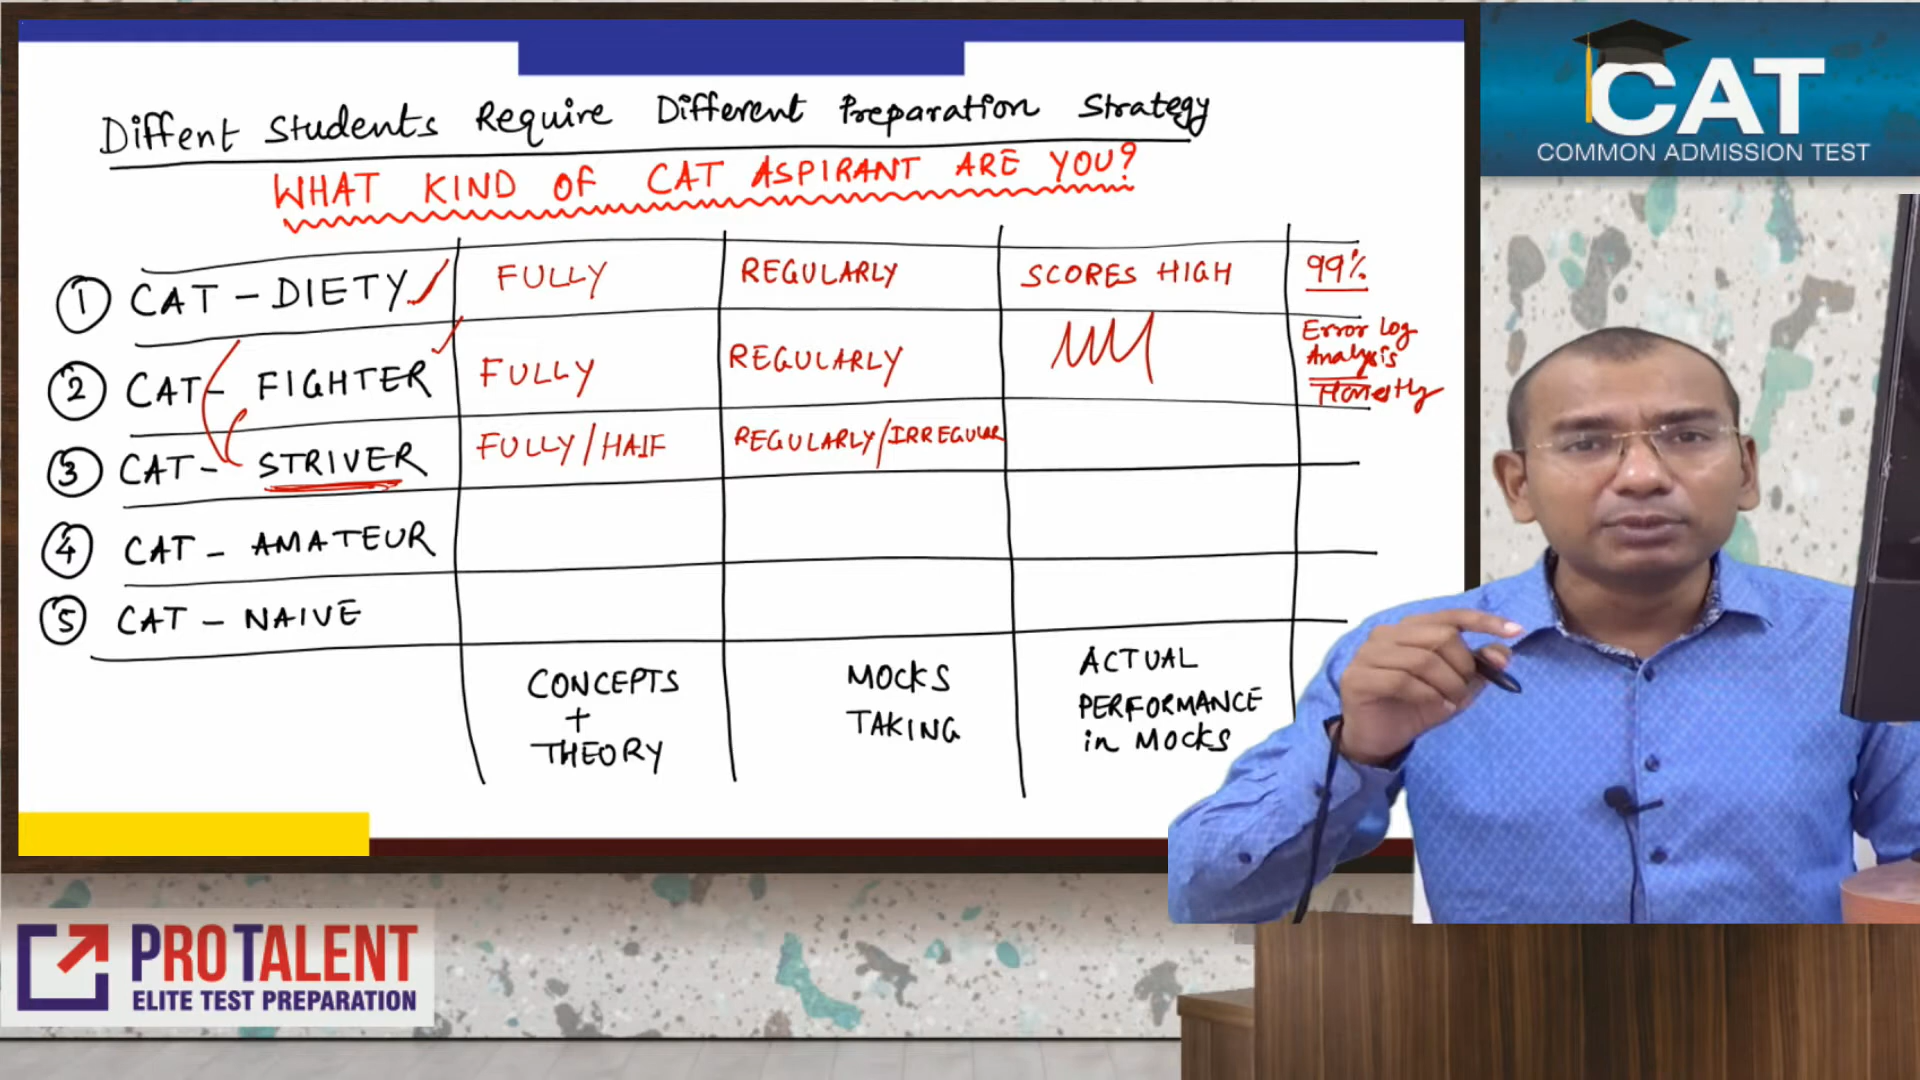 Diffent Students Require Different Preparation Strategy
WHAT KIND OF CAT ASPIRANT ARE YOU?
1 CAT - DIETY FULLY REGULARLY SCORES HIGH 99%
2 CAT - FIGHTER FULLY REGULARLY Error Log
Analysis
Honestly
3 CAT - STRIVER FULLY/HAIF REGULARLY/IRREGULAR
4 CAT - AMATEUR
5 CAT - NAIVE
CONCEPTS
+
THEORY
MOCKS
TAKING
ACTUAL
PERFORMANCE
in MOCKS
CAT
COMMON ADMISSION TEST
PROTALENT
ELITE TEST PREPARATION